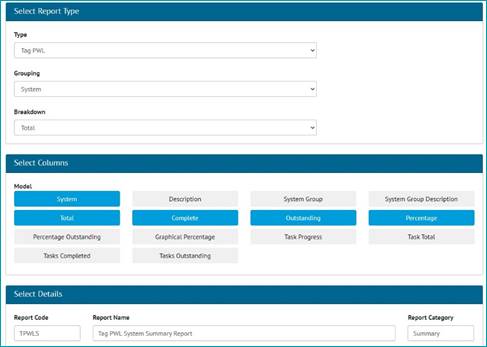 Select Report Type
Type
Tag PWL
Grouping
System
Breakdown
Total
Select Columns
Model
System Description System Group System Group Description
Total Complete Outstanding Percentage
Percentage Outstanding Graphical Percentage Task Progress Task Total
Tasks Completed Tasks Outstanding
Select Details
Report Code Report Name Report Category
TPWLS Tag PWL System Summary Report Summary